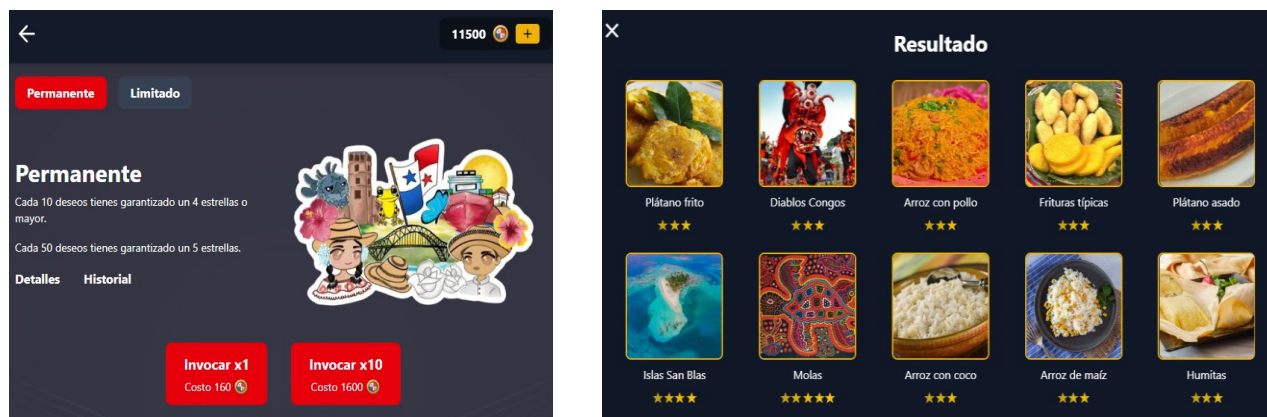 11500 +
Permanente Limitado
Permanente
Cada 10 deseos tienes garantizado un 4 estrellas o
mayor.
Cada 50 deseos tienes garantizado un 5 estrellas.
Detalles Historial
Invocar x1 Invocar x10
Costo 160 Costo 1600
Resultado
Plátano frito Diablos Congos Arroz con pollo Frituras típicas Plátano asado
Islas San Blas Molas Arroz con coco Arroz de maíz Humitas